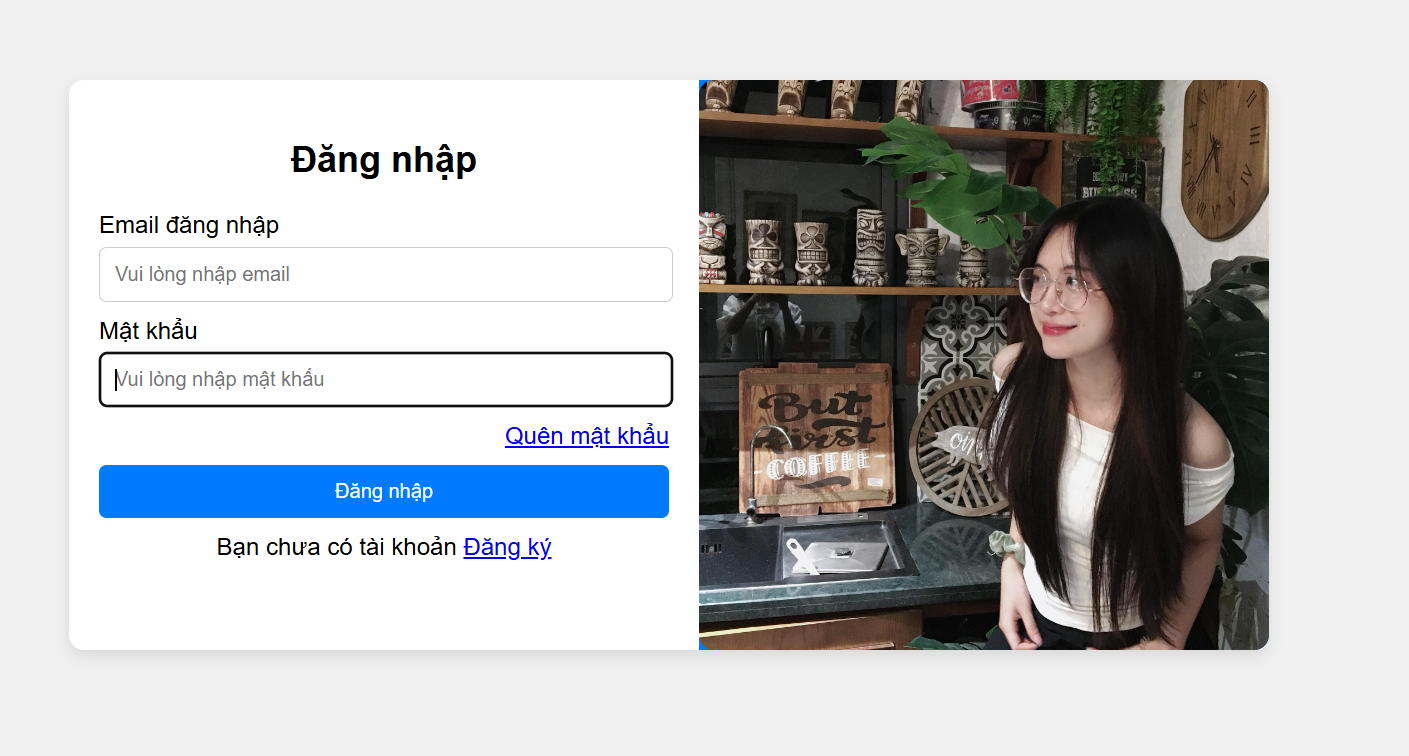 Đăng nhập
Email đăng nhập
Vui lòng nhập email
Mật khẩu
Vui lòng nhập mật khẩu
Quên mật khẩu
Đăng nhập
Bạn chưa có tài khoản Đăng ký
But
first
COFFEE